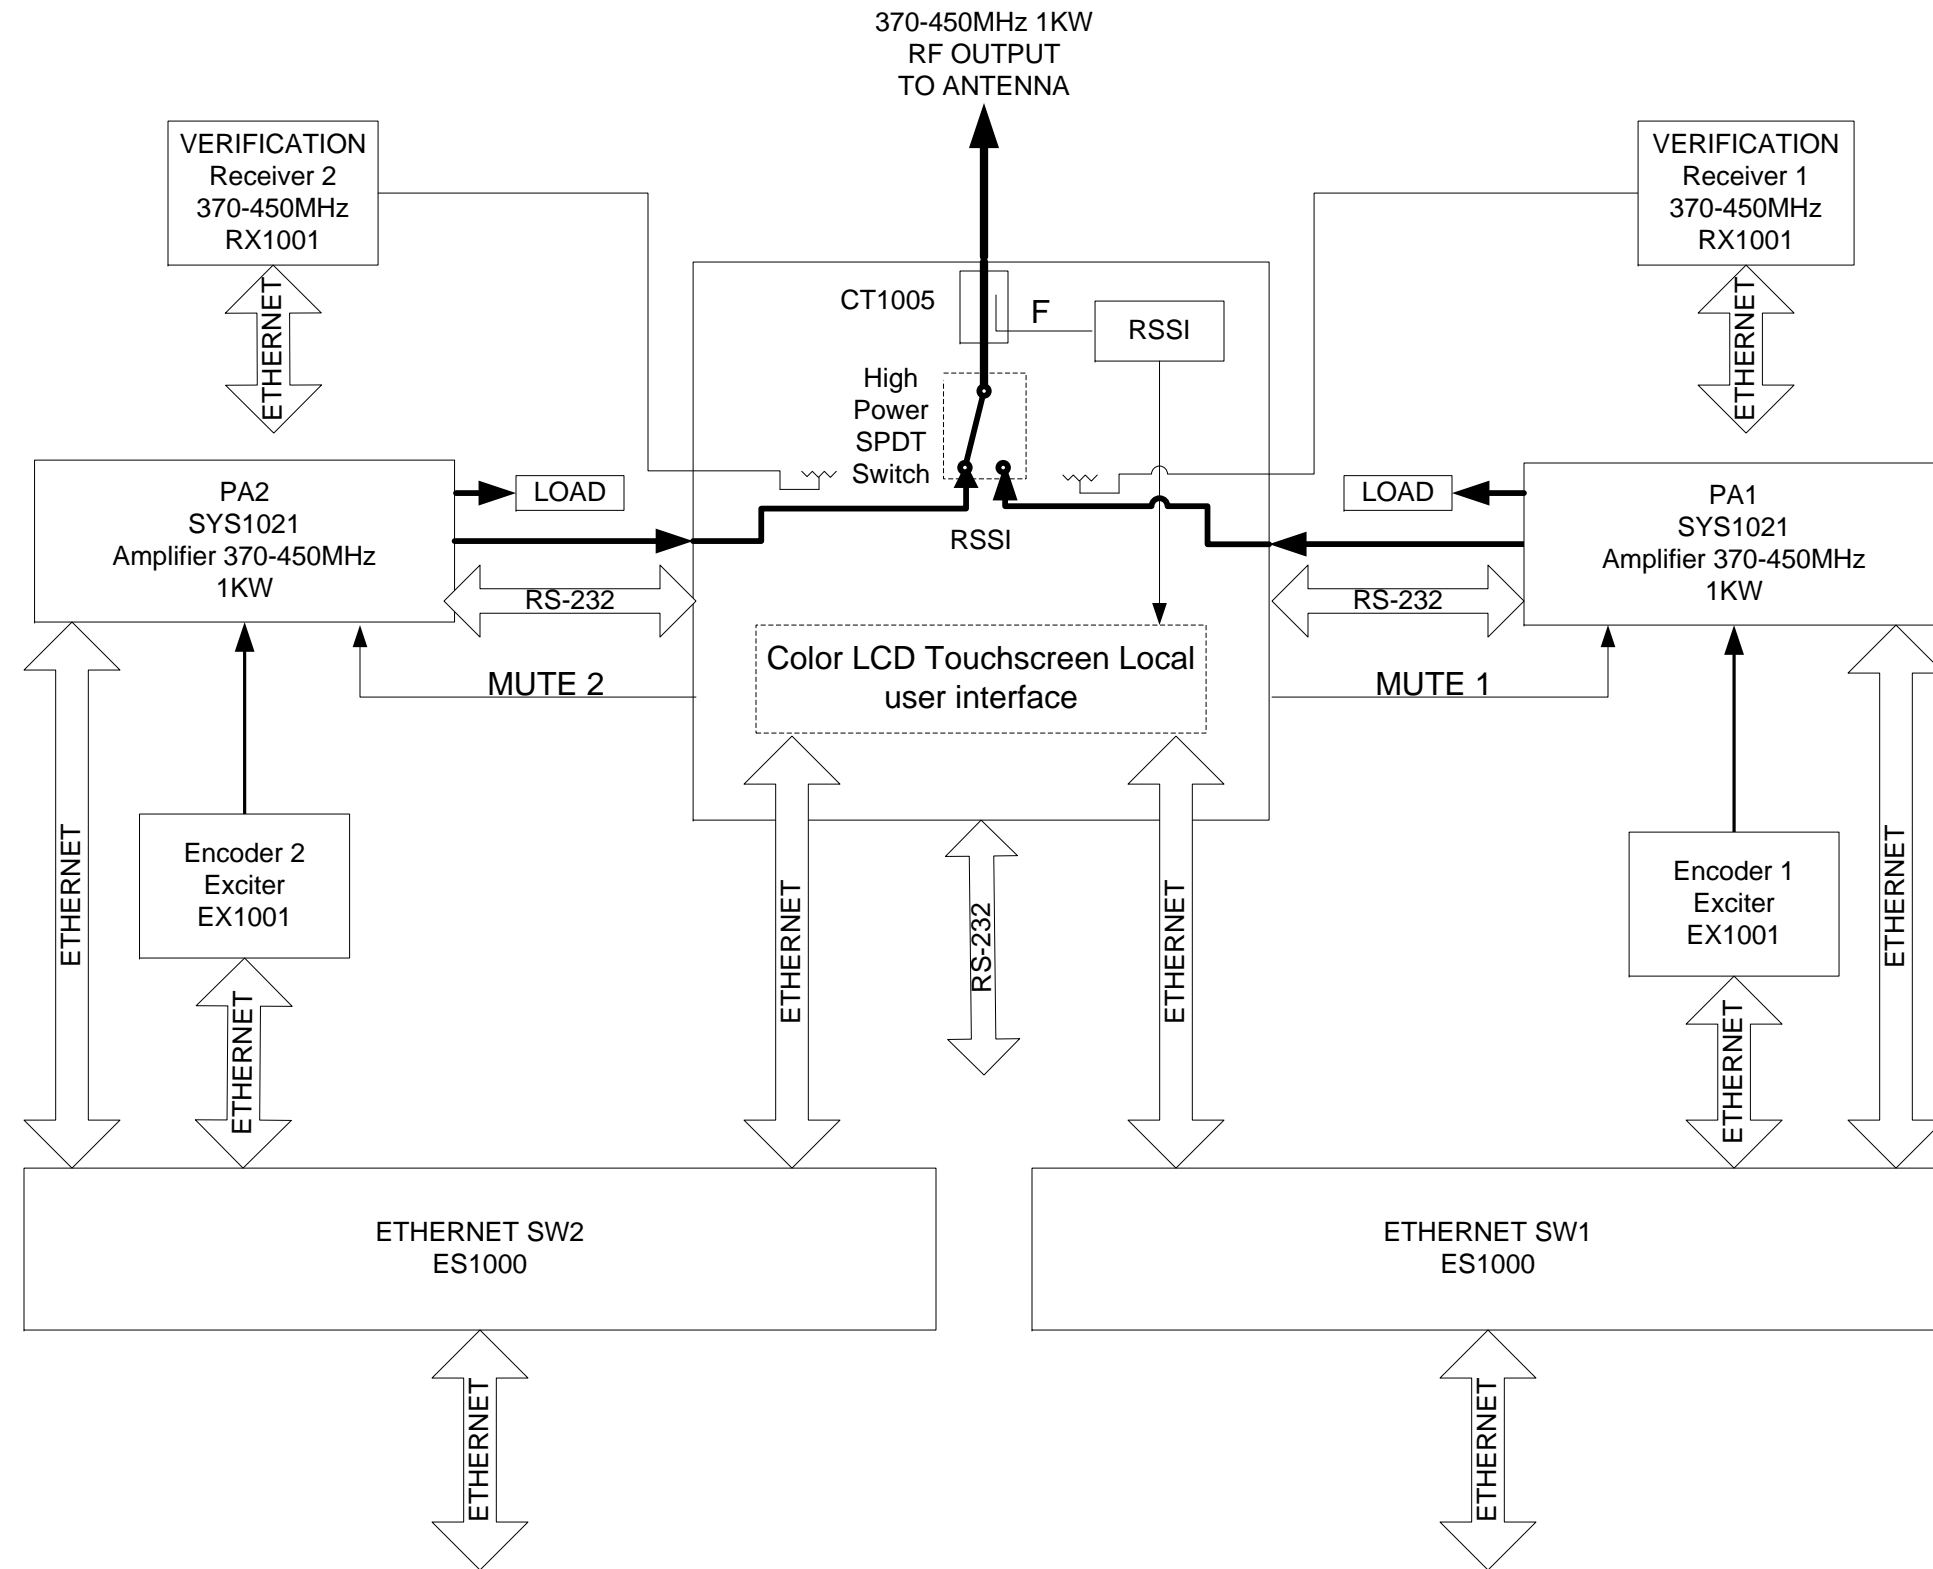 370-450MHz 1KW
RF OUTPUT
TO ANTENNA
VERIFICATION
Receiver 2
370-450MHz
RX1001
VERIFICATION
Receiver 1
370-450MHz
RX1001
ETHERNET
ETHERNET
CT1005
F
RSSI
High
Power
SPDT
Switch
RSSI
PA2
SYS1021
Amplifier 370-450MHz
1KW
LOAD
LOAD
PA1
SYS1021
Amplifier 370-450MHz
1KW
RS-232
RS-232
MUTE 2
MUTE 1
Color LCD Touchscreen Local
user interface
ETHERNET
Encoder 2
Exciter
EX1001
ETHERNET
ETHERNET
RS-232
ETHERNET
Encoder 1
Exciter
EX1001
ETHERNET
ETHERNET
ETHERNET SW2
ES1000
ETHERNET SW1
ES1000
ETHERNET
ETHERNET